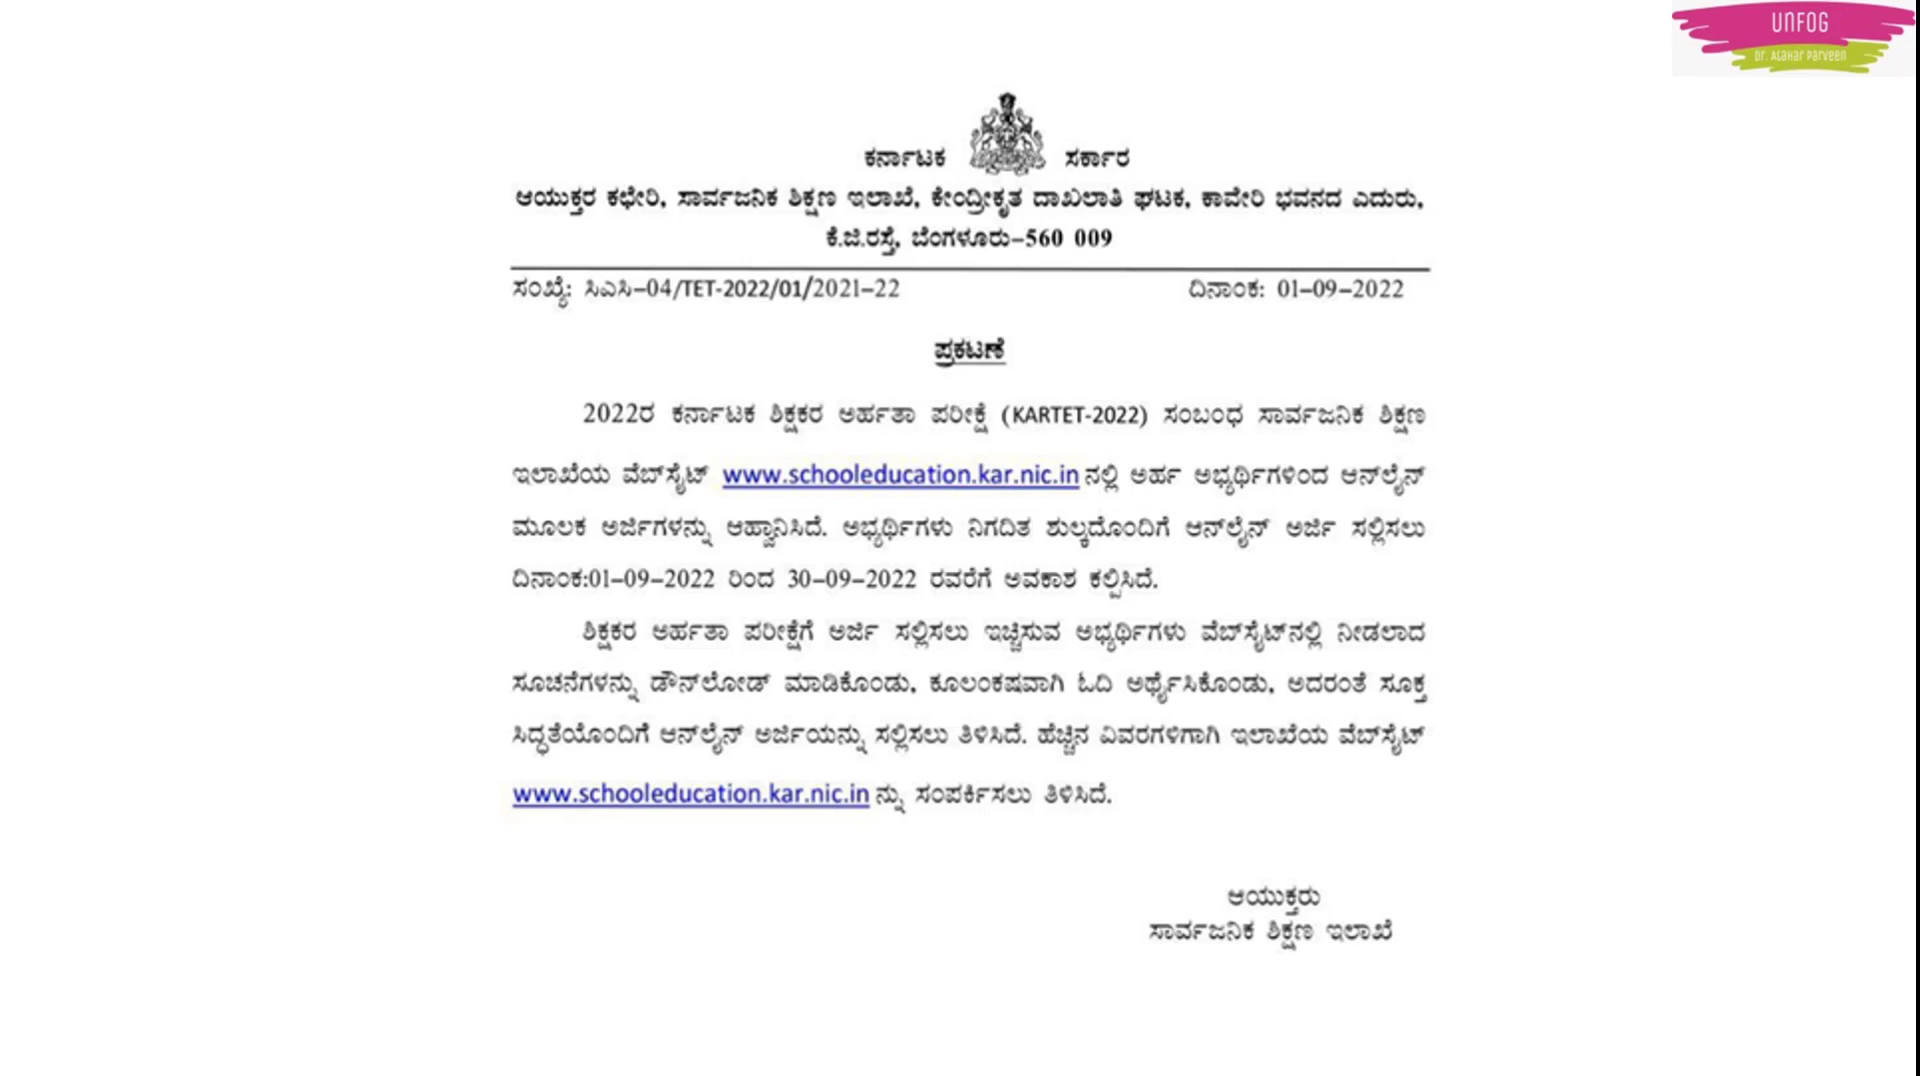 UNFOG
Dr. Atahar Parveen
ಕರ್ನಾಟಕ ಸರ್ಕಾರ
ಆಯುಕ್ತರ ಕಛೇರಿ, ಸಾರ್ವಜನಿಕ ಶಿಕ್ಷಣ ಇಲಾಖೆ, ಕೇಂದ್ರೀಕೃತ ದಾಖಲಾತಿ ಘಟಕ, ಕಾವೇರಿ ಭವನದ ಎದುರು,
ಕೆ.ಜಿ.ರಸ್ತೆ, ಬೆಂಗಳೂರು–560 009
ಸಂಖ್ಯೆ: ಸಿಎಸಿ–04/TET-2022/01/2021–22 ದಿನಾಂಕ: 01–09–2022
ಪ್ರಕಟಣೆ
2022ರ ಕರ್ನಾಟಕ ಶಿಕ್ಷಕರ ಅರ್ಹತಾ ಪರೀಕ್ಷೆ (KARTET-2022) ಸಂಬಂಧ ಸಾರ್ವಜನಿಕ ಶಿಕ್ಷಣ
ಇಲಾಖೆಯ ವೆಬ್‌ಸೈಟ್ www.schooleducation.kar.nic.in ನಲ್ಲಿ ಅರ್ಹ ಅಭ್ಯರ್ಥಿಗಳಿಂದ ಆನ್‌ಲೈನ್
ಮೂಲಕ ಅರ್ಜಿಗಳನ್ನು ಆಹ್ವಾನಿಸಿದೆ. ಅಭ್ಯರ್ಥಿಗಳು ನಿಗದಿತ ಶುಲ್ಕದೊಂದಿಗೆ ಆನ್‌ಲೈನ್ ಅರ್ಜಿ ಸಲ್ಲಿಸಲು
ದಿನಾಂಕ:01–09–2022 ರಿಂದ 30–09–2022 ರವರೆಗೆ ಅವಕಾಶ ಕಲ್ಪಿಸಿದೆ.
ಶಿಕ್ಷಕರ ಅರ್ಹತಾ ಪರೀಕ್ಷೆಗೆ ಅರ್ಜಿ ಸಲ್ಲಿಸಲು ಇಚ್ಚಿಸುವ ಅಭ್ಯರ್ಥಿಗಳು ವೆಬ್‌ಸೈಟ್‌ನಲ್ಲಿ ನೀಡಲಾದ
ಸೂಚನೆಗಳನ್ನು ಡೌನ್‌ಲೋಡ್ ಮಾಡಿಕೊಂಡು, ಕೂಲಂಕಷವಾಗಿ ಓದಿ ಅರ್ಥೈಸಿಕೊಂಡು, ಅದರಂತೆ ಸೂಕ್ತ
ಸಿದ್ಧತೆಯೊಂದಿಗೆ ಆನ್‌ಲೈನ್ ಅರ್ಜಿಯನ್ನು ಸಲ್ಲಿಸಲು ತಿಳಿಸಿದೆ. ಹೆಚ್ಚಿನ ವಿವರಗಳಿಗಾಗಿ ಇಲಾಖೆಯ ವೆಬ್‌ಸೈಟ್
www.schooleducation.kar.nic.in ನ್ನು ಸಂಪರ್ಕಿಸಲು ತಿಳಿಸಿದೆ.
ಆಯುಕ್ತರು
ಸಾರ್ವಜನಿಕ ಶಿಕ್ಷಣ ಇಲಾಖೆ